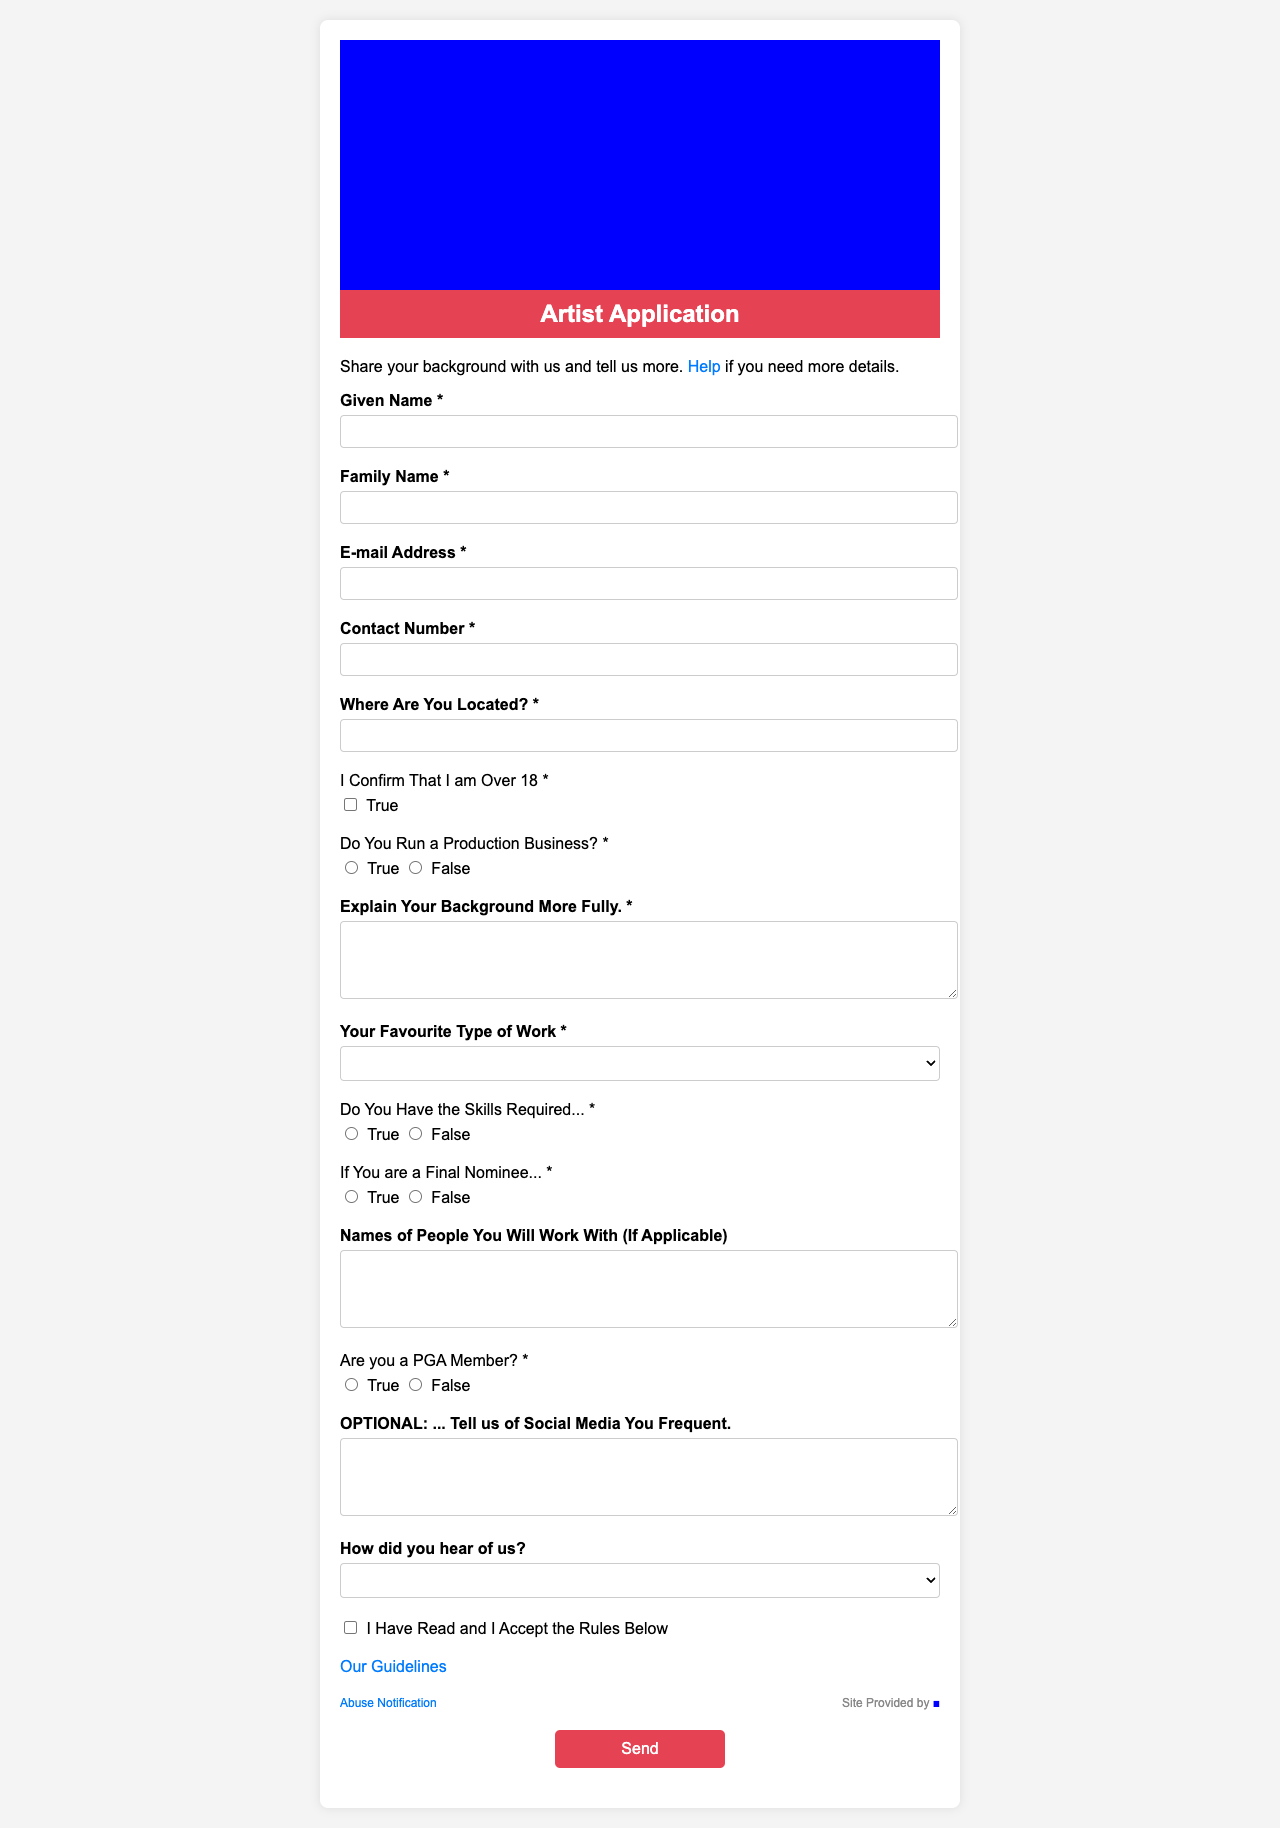 Artist Application
Share your background with us and tell us more. Help if you need more details.
Given Name *
Family Name *
E-mail Address *
Contact Number *
Where Are You Located? *
I Confirm That I am Over 18 *
True
Do You Run a Production Business? *
True False
Explain Your Background More Fully. *
Your Favourite Type of Work *
Do You Have the Skills Required... *
True False
If You are a Final Nominee... *
True False
Names of People You Will Work With (If Applicable)
Are you a PGA Member? *
True False
OPTIONAL: ... Tell us of Social Media You Frequent.
How did you hear of us?
I Have Read and I Accept the Rules Below
Our Guidelines
Abuse Notification Site Provided by
Send